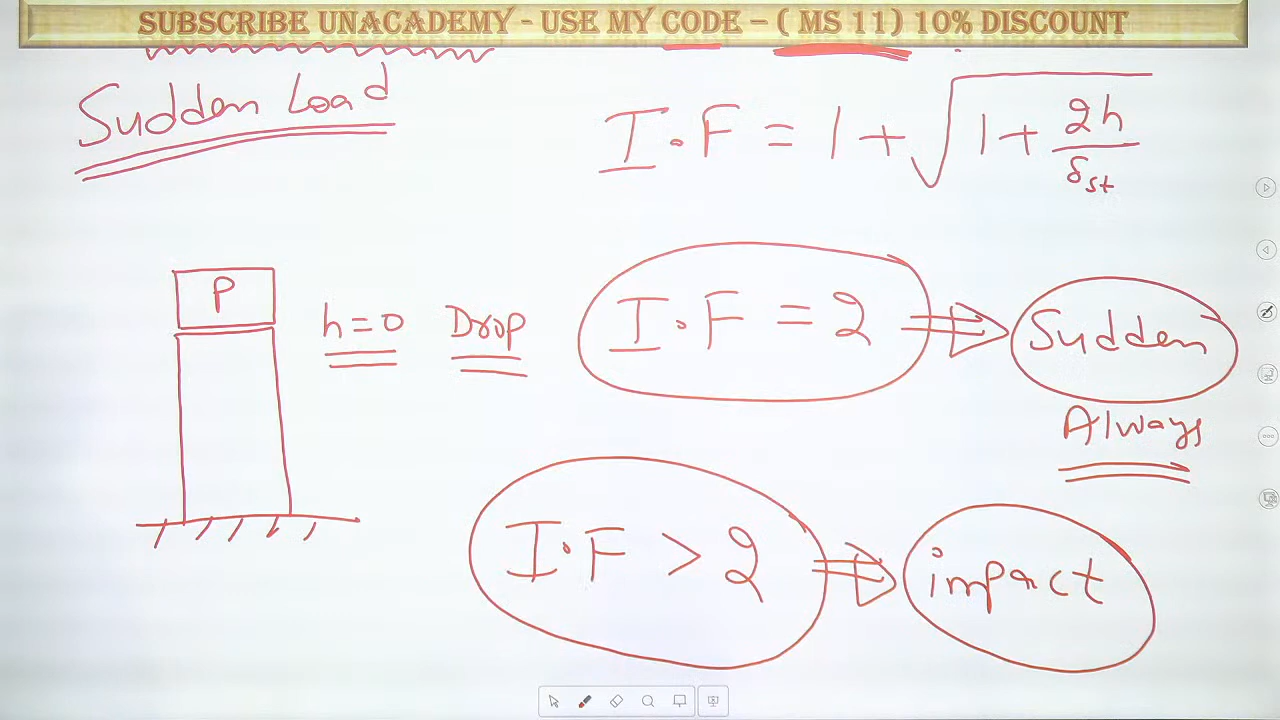 SUBSCRIBE UNACADEMY - USE MY CODE – ( MS 11) 10% DISCOUNT
Sudden Load
I.F = 1 + √(1 + 2h/δst)
P
h=0 Drop
I.F = 2
Sudden
Always
I.F > 2
impact